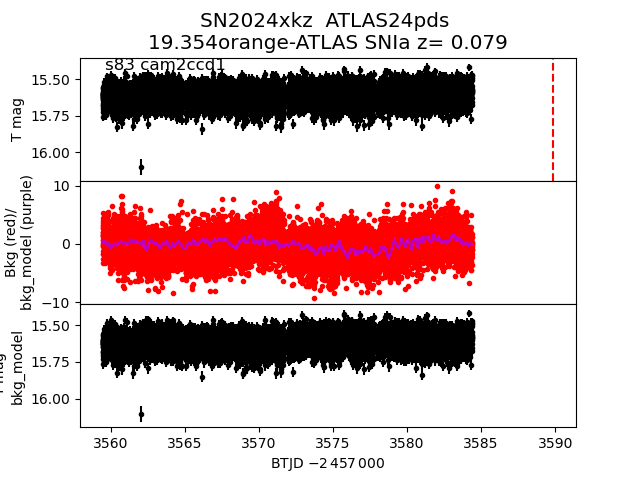 SN2024xkz ATLAS24pds
19.354orange-ATLAS SNIa z= 0.079
s83 cam2ccd1
15.50
15.75
16.00
T mag
10
0
−10
Bkg (red)/
bkg_model (purple)
15.50
15.75
16.00
bkg_model
3560 3565 3570 3575 3580 3585 3590
BTJD −2 457 000